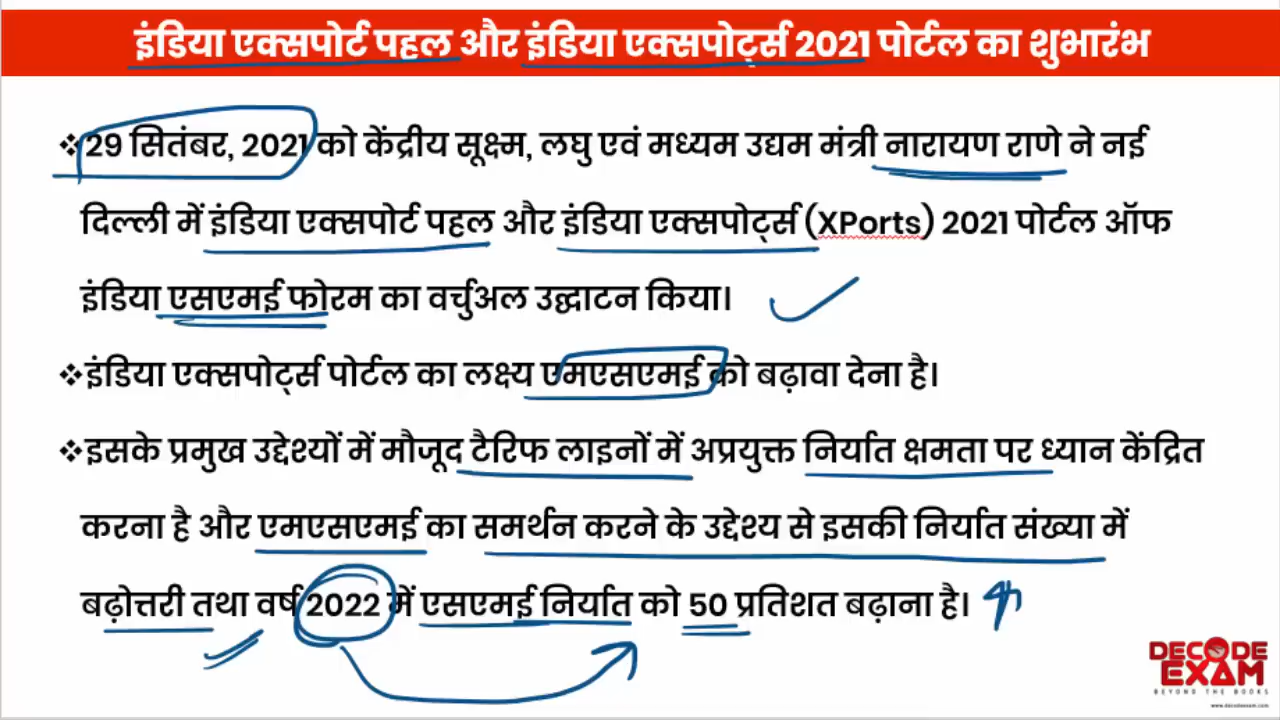 इंडिया एक्सपोर्ट पहल और इंडिया एक्सपोर्ट्स 2021 पोर्टल का शुभारंभ
❖29 सितंबर, 2021 को केंद्रीय सूक्ष्म, लघु एवं मध्यम उद्यम मंत्री नारायण राणे ने नई
दिल्ली में इंडिया एक्सपोर्ट पहल और इंडिया एक्सपोर्ट्स (XPorts) 2021 पोर्टल ऑफ
इंडिया एसएमई फोरम का वर्चुअल उद्घाटन किया।
❖इंडिया एक्सपोर्ट्स पोर्टल का लक्ष्य एमएसएमई को बढ़ावा देना है।
❖इसके प्रमुख उद्देश्यों में मौजूद टैरिफ लाइनों में अप्रयुक्त निर्यात क्षमता पर ध्यान केंद्रित
करना है और एमएसएमई का समर्थन करने के उद्देश्य से इसकी निर्यात संख्या में
बढ़ोत्तरी तथा वर्ष 2022 में एसएमई निर्यात को 50 प्रतिशत बढ़ाना है।
DECODE
EXAM
BEYOND THE BOOKS
www.decodeexam.com